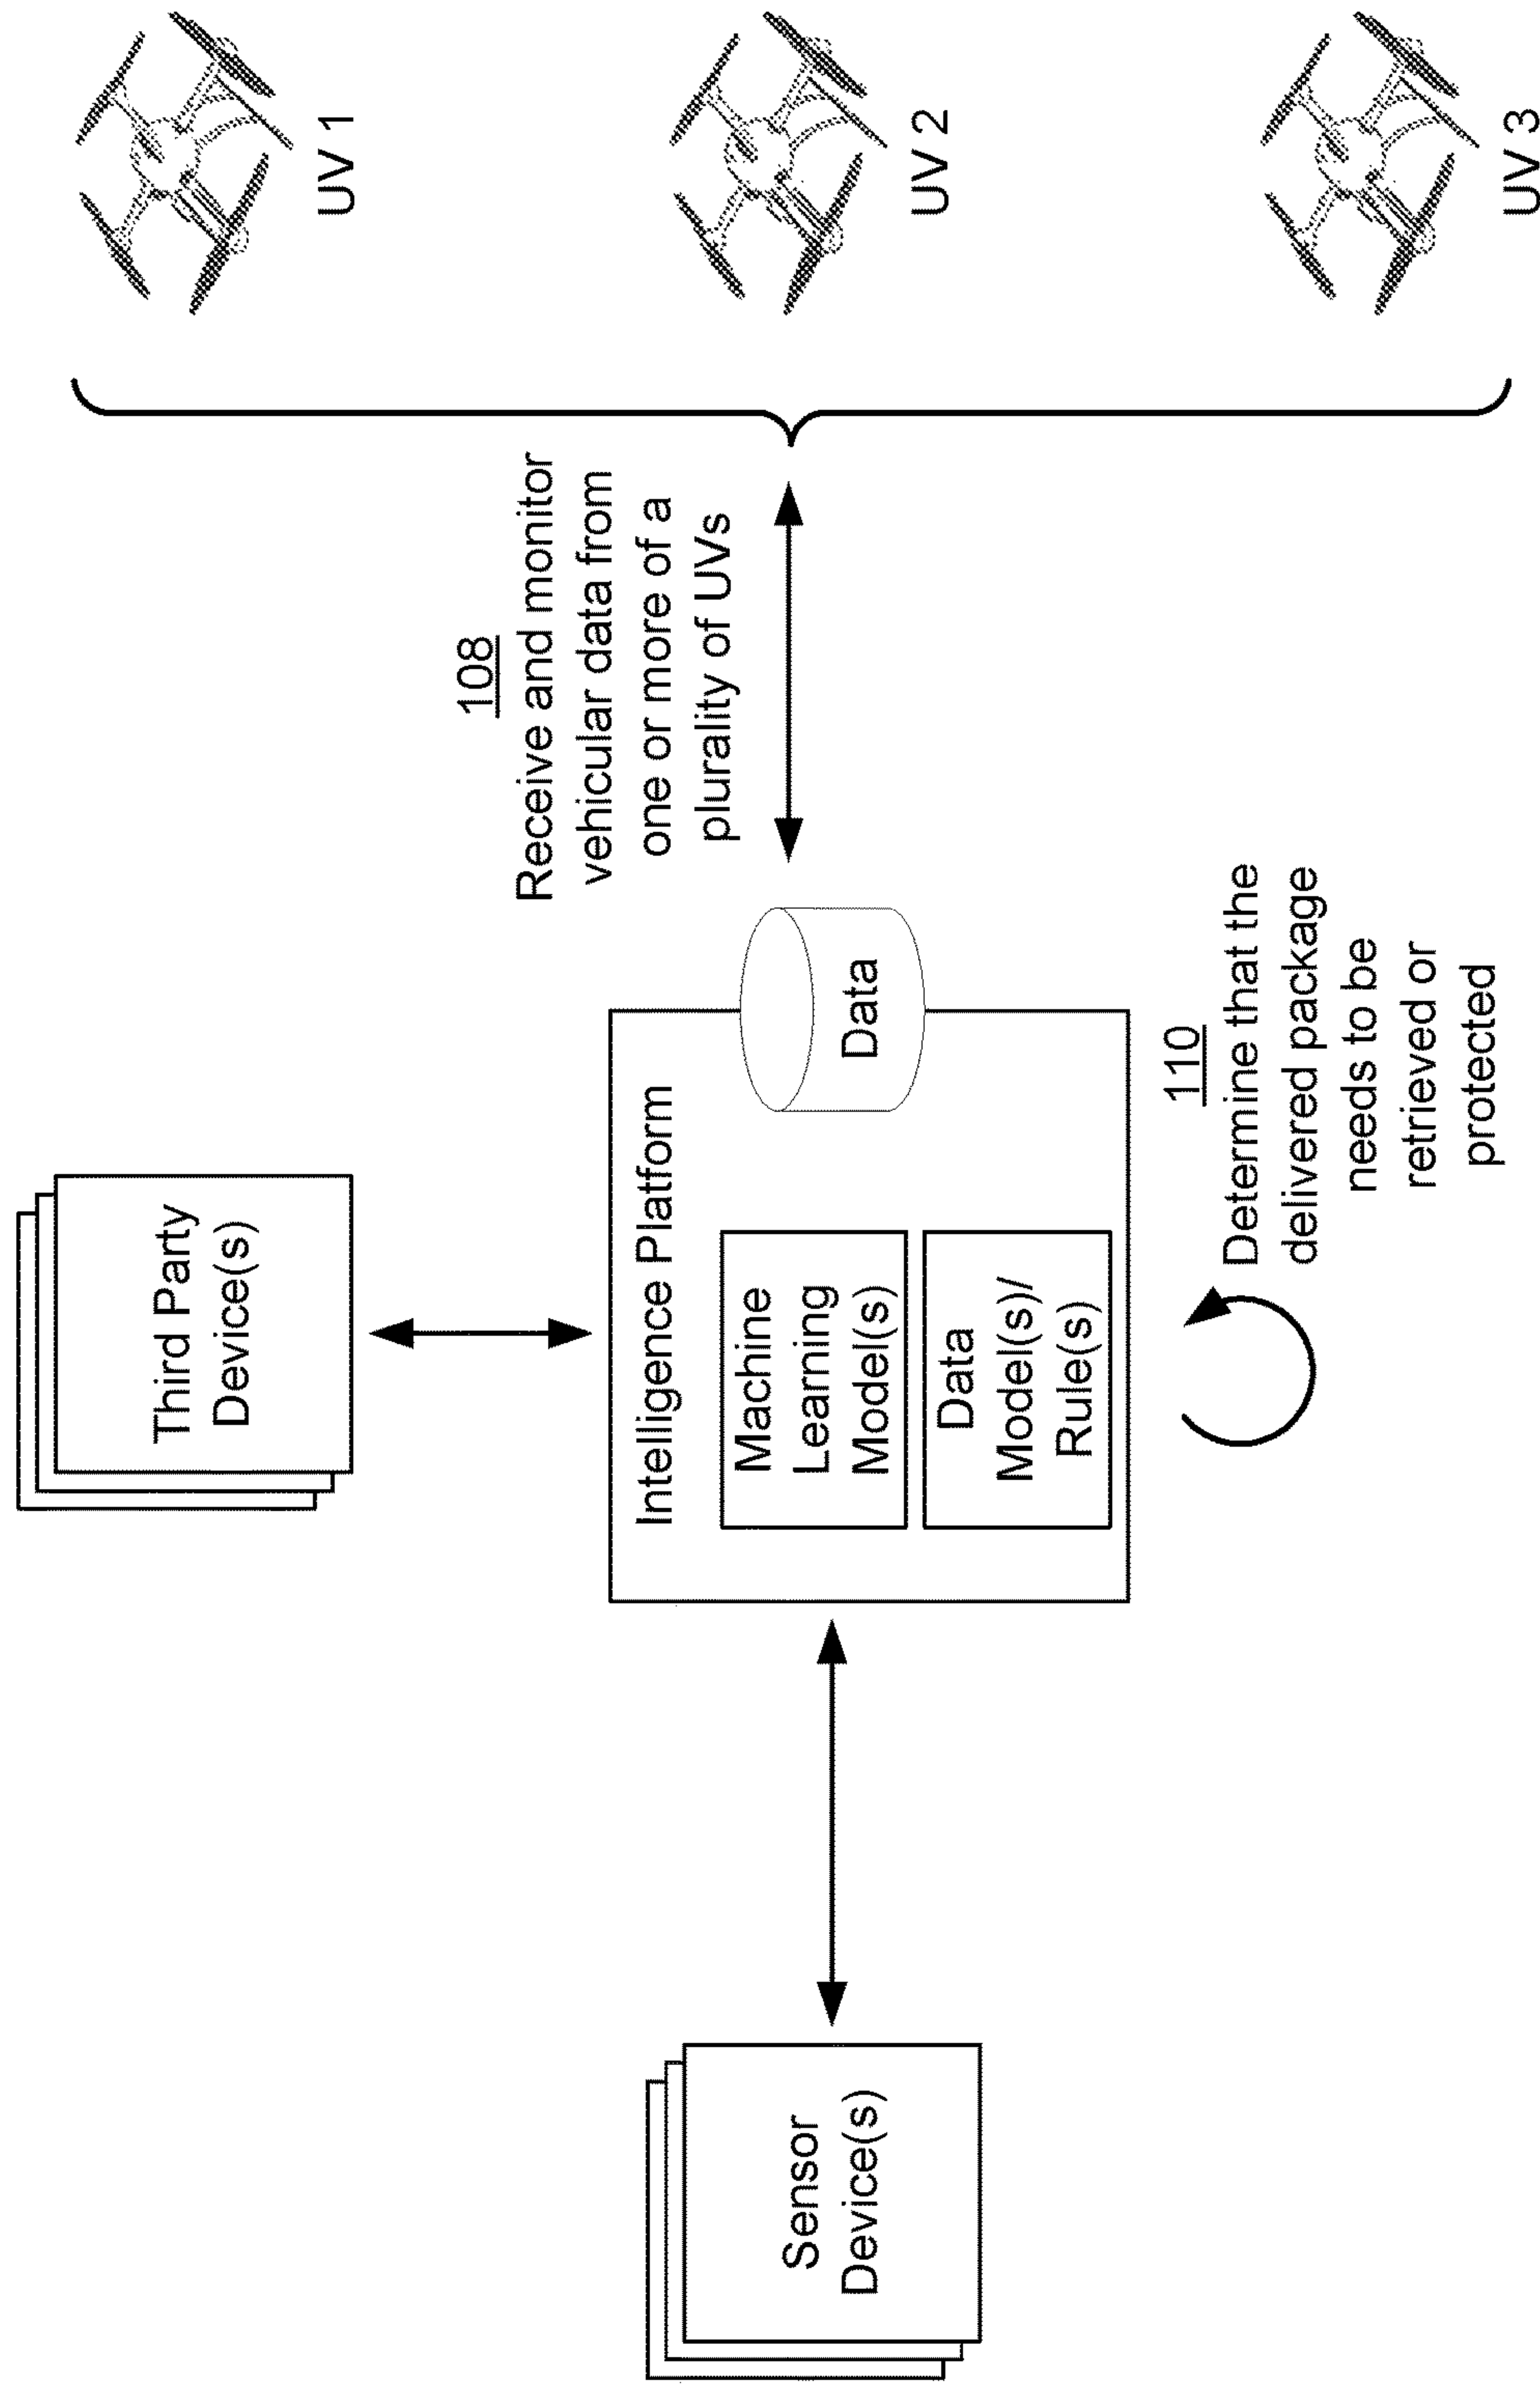 Third Party
Device(s)
Sensor
Device(s)
Intelligence Platform
Machine
Learning
Model(s)
Data
Model(s)/
Rule(s)
Data
108
Receive and monitor
vehicular data from
one or more of a
plurality of UVs
110
Determine that the
delivered package
needs to be
retrieved or
protected
UV 1
UV 2
UV 3